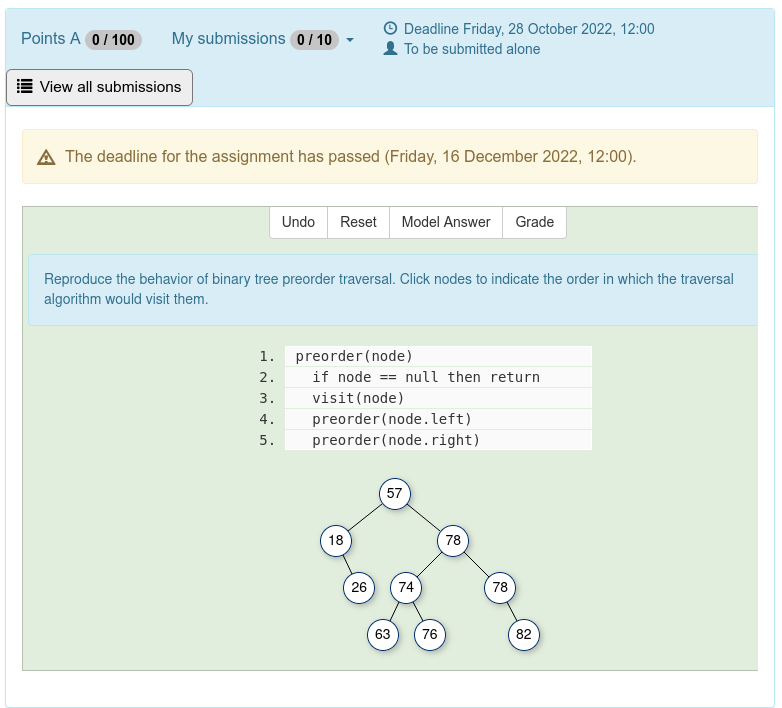 Points A 0 / 100 My submissions 0 / 10
Deadline Friday, 28 October 2022, 12:00
To be submitted alone
View all submissions
The deadline for the assignment has passed (Friday, 16 December 2022, 12:00).
Undo Reset Model Answer Grade
Reproduce the behavior of binary tree preorder traversal. Click nodes to indicate the order in which the traversal
algorithm would visit them.
1. preorder(node)
2. if node == null then return
3. visit(node)
4. preorder(node.left)
5. preorder(node.right)
57
18 78
26 74 78
63 76 82